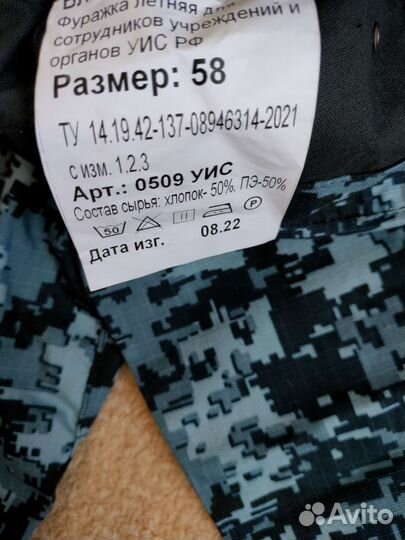 Фуражка летняя для
сотрудников учреждений и
органов УИС РФ
Размер: 58
ТУ 14.19.42-137-08946314-2021
с изм. 1.2.3
Арт.: 0509 УИС
Состав сырья: хлопок- 50%, ПЭ-50%
50 P
Дата изг. 08.22
Avito